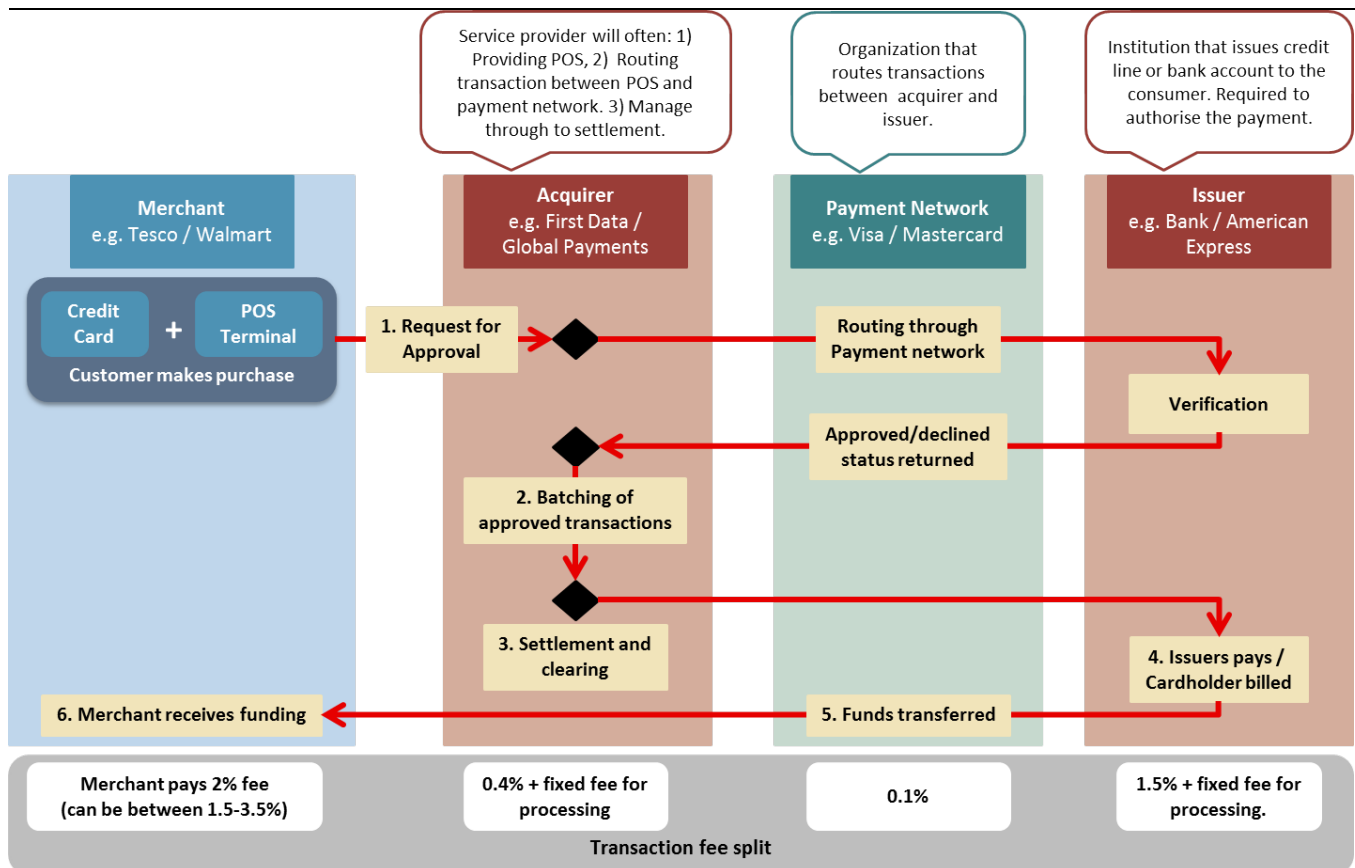 Service provider will often: 1)
Providing POS, 2) Routing
transaction between POS and
payment network. 3) Manage
through to settlement.
Organization that
routes transactions
between acquirer and
issuer.
Institution that issues credit
line or bank account to the
consumer. Required to
authorise the payment.
Merchant
e.g. Tesco / Walmart
Acquirer
e.g. First Data /
Global Payments
Payment Network
e.g. Visa / Mastercard
Issuer
e.g. Bank / American
Express
Credit
Card
+
POS
Terminal
Customer makes purchase
1. Request for
Approval
Routing through
Payment network
Verification
Approved/declined
status returned
2. Batching of
approved transactions
3. Settlement and
clearing
4. Issuers pays /
Cardholder billed
5. Funds transferred
6. Merchant receives funding
Merchant pays 2% fee
(can be between 1.5-3.5%)
0.4% + fixed fee for
processing
0.1%
1.5% + fixed fee for
processing.
Transaction fee split